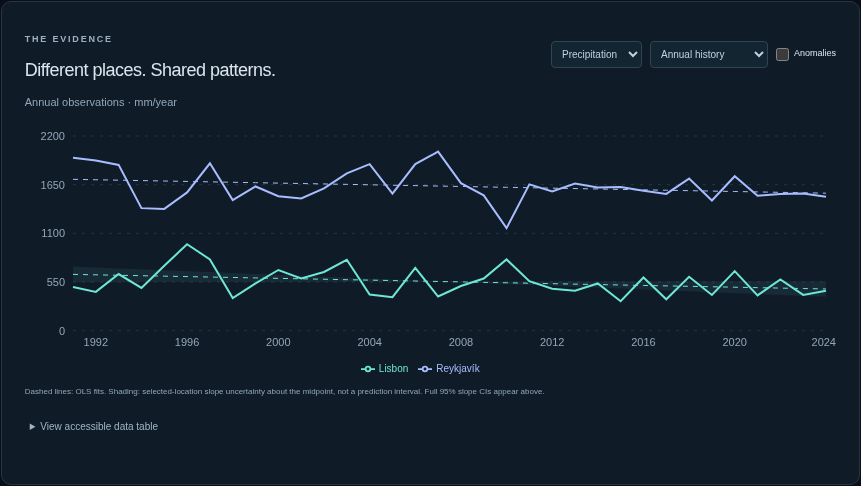 THE EVIDENCE
Different places. Shared patterns.
Precipitation
Annual history
Anomalies
Annual observations · mm/year
2200
1650
1100
550
0
1992 1996 2000 2004 2008 2012 2016 2020 2024
Lisbon Reykjavík
Dashed lines: OLS fits. Shading: selected-location slope uncertainty about the midpoint, not a prediction interval. Full 95% slope CIs appear above.
View accessible data table